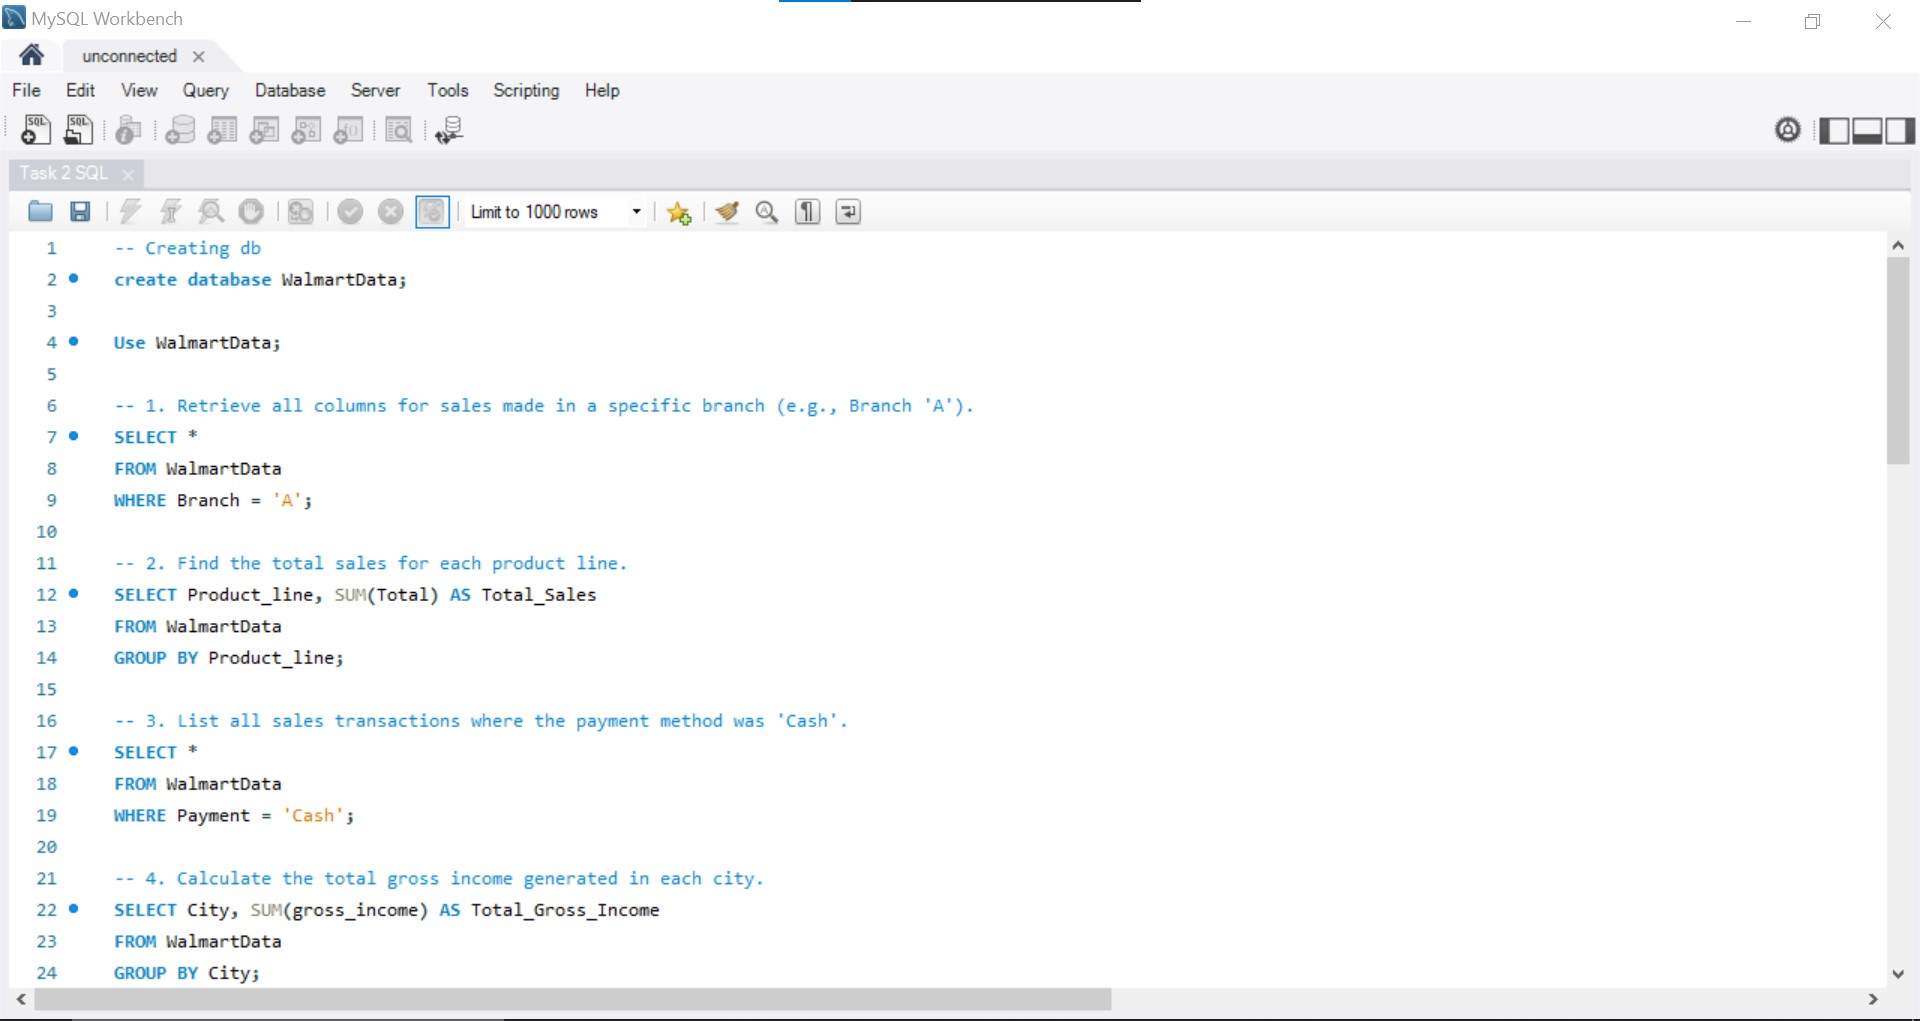 MySQL Workbench
unconnected
File Edit View Query Database Server Tools Scripting Help
SQL SQL
Task 2 SQL
Limit to 1000 rows
1 -- Creating db
2 create database WalmartData;
3
4 Use WalmartData;
5
6 -- 1. Retrieve all columns for sales made in a specific branch (e.g., Branch 'A').
7 SELECT *
8 FROM WalmartData
9 WHERE Branch = 'A';
10
11 -- 2. Find the total sales for each product line.
12 SELECT Product_line, SUM(Total) AS Total_Sales
13 FROM WalmartData
14 GROUP BY Product_line;
15
16 -- 3. List all sales transactions where the payment method was 'Cash'.
17 SELECT *
18 FROM WalmartData
19 WHERE Payment = 'Cash';
20
21 -- 4. Calculate the total gross income generated in each city.
22 SELECT City, SUM(gross_income) AS Total_Gross_Income
23 FROM WalmartData
24 GROUP BY City;